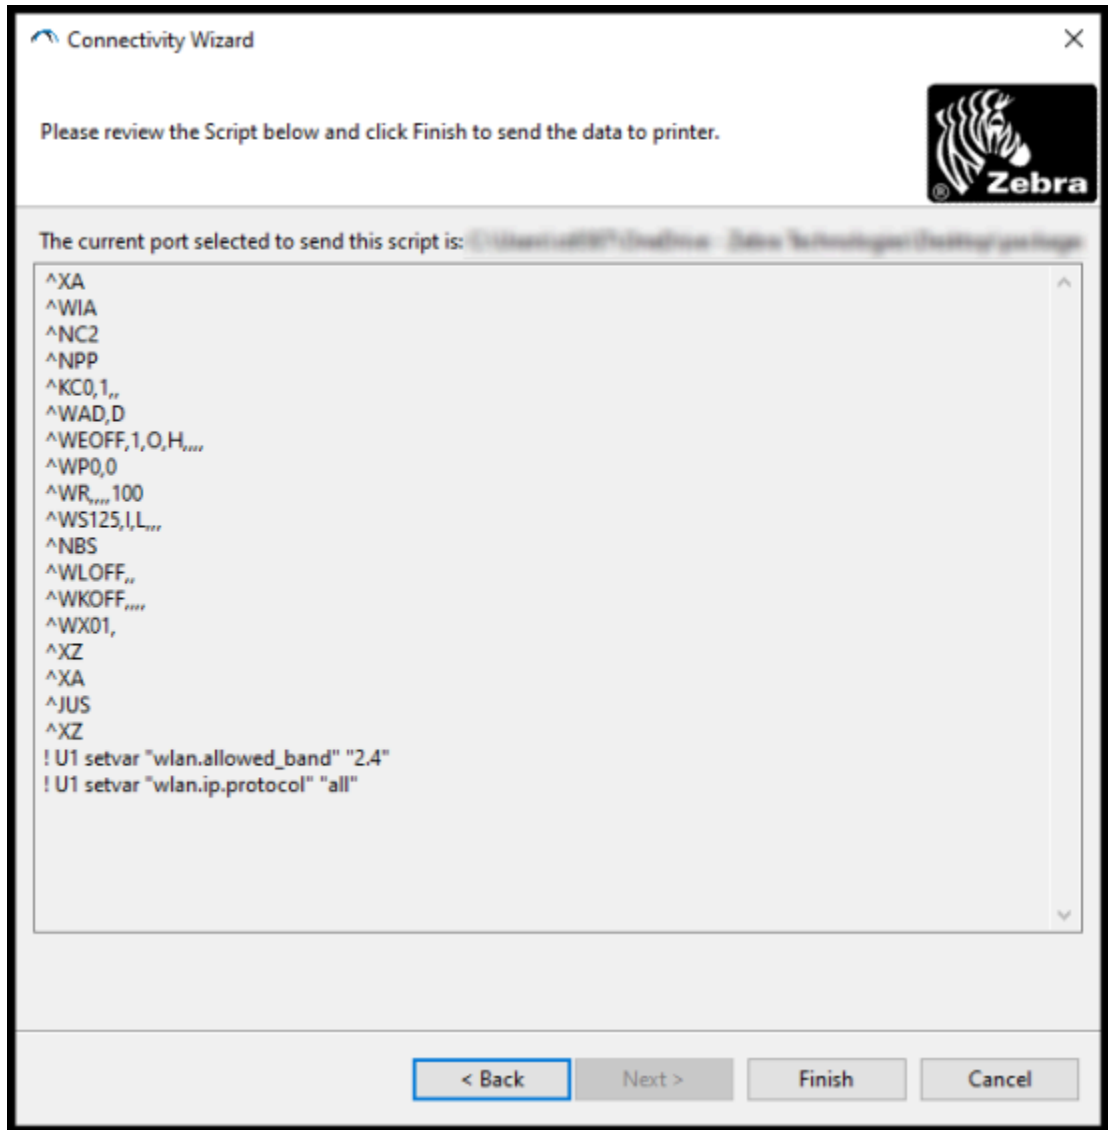 Connectivity Wizard
Please review the Script below and click Finish to send the data to printer.
® Zebra
The current port selected to send this script is:
^XA
^WIA
^NC2
^NPP
^KC0,1,,
^WAD,D
^WEOFF,1,O,H,,,,
^WP0,0
^WR,,,,100
^WS125,I,L,,,
^NBS
^WLOFF,,
^WKOFF,,,,
^WX01,
^XZ
^XA
^JUS
^XZ
! U1 setvar "wlan.allowed_band" "2.4"
! U1 setvar "wlan.ip.protocol" "all"
< Back Next > Finish Cancel